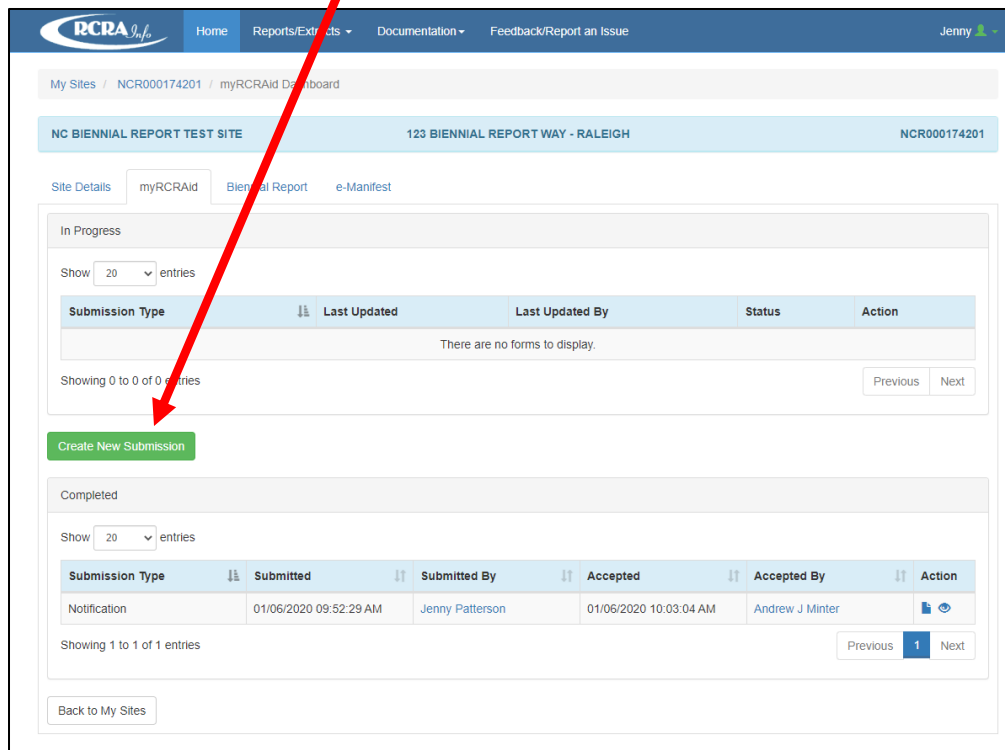 RCRAInfo Home Reports/Extracts Documentation Feedback/Report an Issue Jenny
My Sites / NCR000174201 / myRCRAid Dashboard
NC BIENNIAL REPORT TEST SITE 123 BIENNIAL REPORT WAY - RALEIGH NCR000174201
Site Details myRCRAid Biennial Report e-Manifest
In Progress
Show 20 entries
Submission Type Last Updated Last Updated By Status Action
There are no forms to display.
Showing 0 to 0 of 0 entries Previous Next
Create New Submission
Completed
Show 20 entries
Submission Type Submitted Submitted By Accepted Accepted By Action
Notification 01/06/2020 09:52:29 AM Jenny Patterson 01/06/2020 10:03:04 AM Andrew J Minter
Showing 1 to 1 of 1 entries Previous 1 Next
Back to My Sites